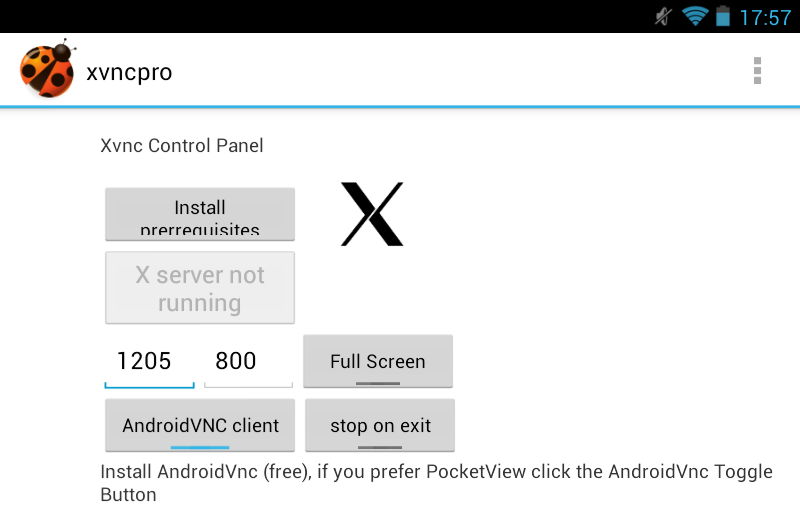 17:57
xvncpro
Xvnc Control Panel
Install
prerrequisites
X server not
running
1205 800 Full Screen
AndroidVNC client stop on exit
Install AndroidVnc (free), if you prefer PocketView click the AndroidVnc Toggle
Button